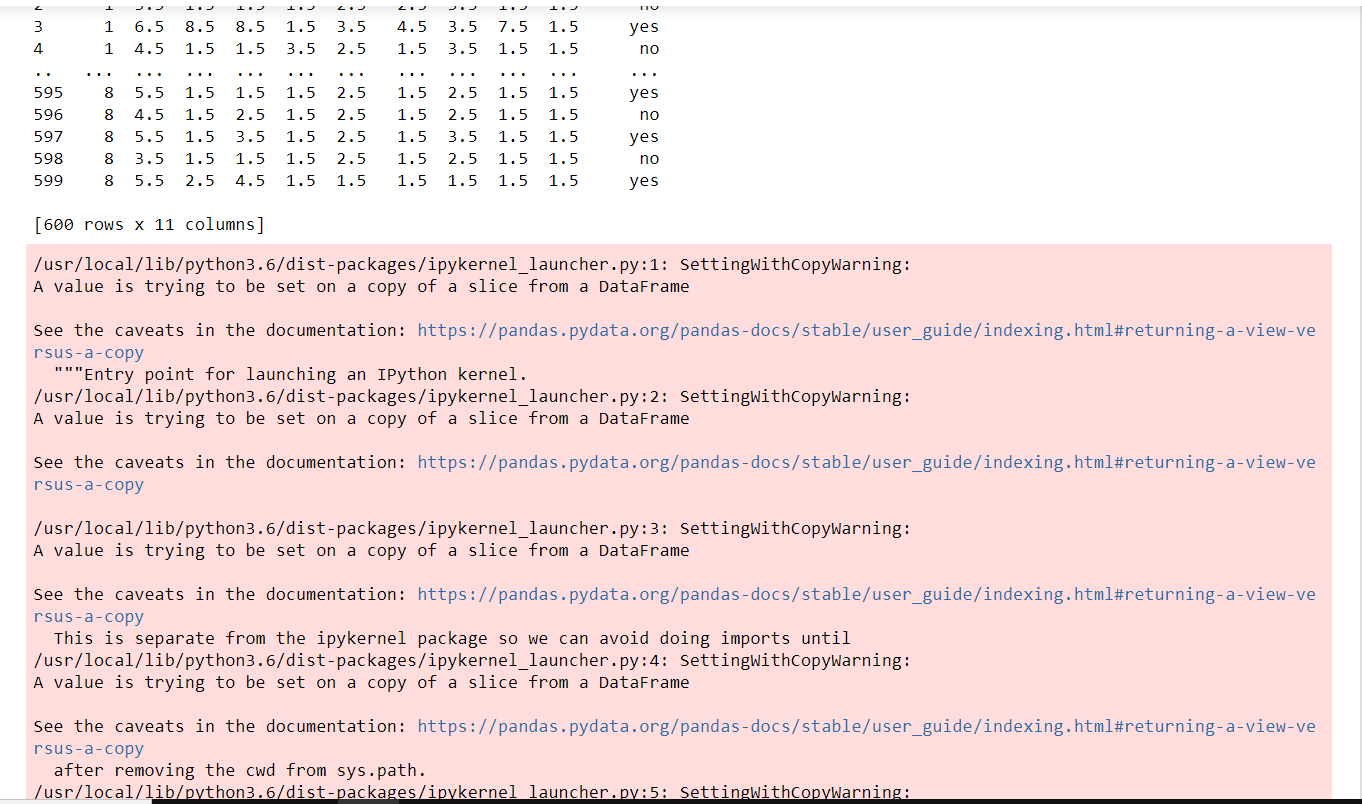 3 1 6.5 8.5 8.5 1.5 3.5 4.5 3.5 7.5 1.5 yes
4 1 4.5 1.5 1.5 3.5 2.5 1.5 3.5 1.5 1.5 no
.. ... ... ... ... ... ... ... ... ... ... ...
595 8 5.5 1.5 1.5 1.5 2.5 1.5 2.5 1.5 1.5 yes
596 8 4.5 1.5 2.5 1.5 2.5 1.5 2.5 1.5 1.5 no
597 8 5.5 1.5 3.5 1.5 2.5 1.5 3.5 1.5 1.5 yes
598 8 3.5 1.5 1.5 1.5 2.5 1.5 2.5 1.5 1.5 no
599 8 5.5 2.5 4.5 1.5 1.5 1.5 1.5 1.5 1.5 yes
[600 rows x 11 columns]
/usr/local/lib/python3.6/dist-packages/ipykernel_launcher.py:1: SettingWithCopyWarning:
A value is trying to be set on a copy of a slice from a DataFrame
See the caveats in the documentation: https://pandas.pydata.org/pandas-docs/stable/user_guide/indexing.html#returning-a-view-ve
rsus-a-copy
"""Entry point for launching an IPython kernel.
/usr/local/lib/python3.6/dist-packages/ipykernel_launcher.py:2: SettingWithCopyWarning:
A value is trying to be set on a copy of a slice from a DataFrame
See the caveats in the documentation: https://pandas.pydata.org/pandas-docs/stable/user_guide/indexing.html#returning-a-view-ve
rsus-a-copy
/usr/local/lib/python3.6/dist-packages/ipykernel_launcher.py:3: SettingWithCopyWarning:
A value is trying to be set on a copy of a slice from a DataFrame
See the caveats in the documentation: https://pandas.pydata.org/pandas-docs/stable/user_guide/indexing.html#returning-a-view-ve
rsus-a-copy
This is separate from the ipykernel package so we can avoid doing imports until
/usr/local/lib/python3.6/dist-packages/ipykernel_launcher.py:4: SettingWithCopyWarning:
A value is trying to be set on a copy of a slice from a DataFrame
See the caveats in the documentation: https://pandas.pydata.org/pandas-docs/stable/user_guide/indexing.html#returning-a-view-ve
rsus-a-copy
after removing the cwd from sys.path.
/usr/local/lib/python3.6/dist-packages/ipykernel_launcher.py:5: SettingWithCopyWarning: